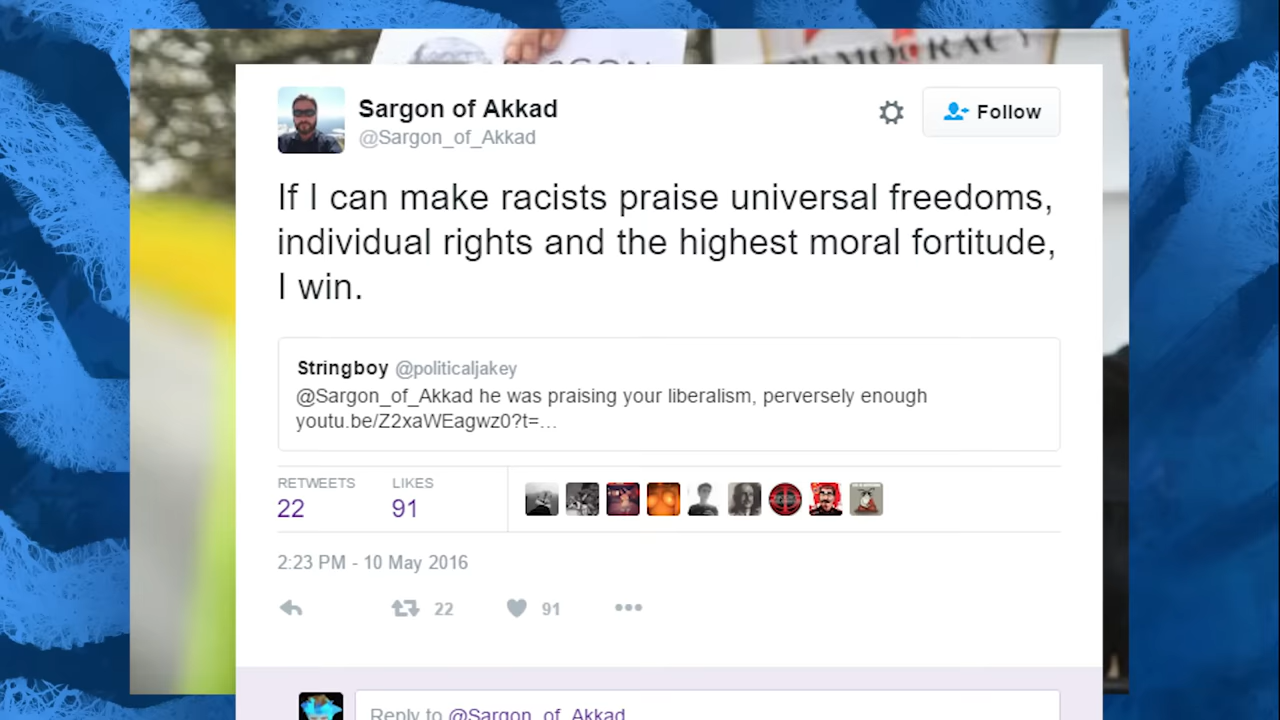 DEMOCRACY
Sargon of Akkad
@Sargon_of_Akkad
Follow
If I can make racists praise universal freedoms,
individual rights and the highest moral fortitude,
I win.
Stringboy @politicaljakey
@Sargon_of_Akkad he was praising your liberalism, perversely enough
youtu.be/Z2xaWEagwz0?t=…
RETWEETS LIKES
22 91
2:23 PM - 10 May 2016
22 91
Reply to @Sargon_of_Akkad